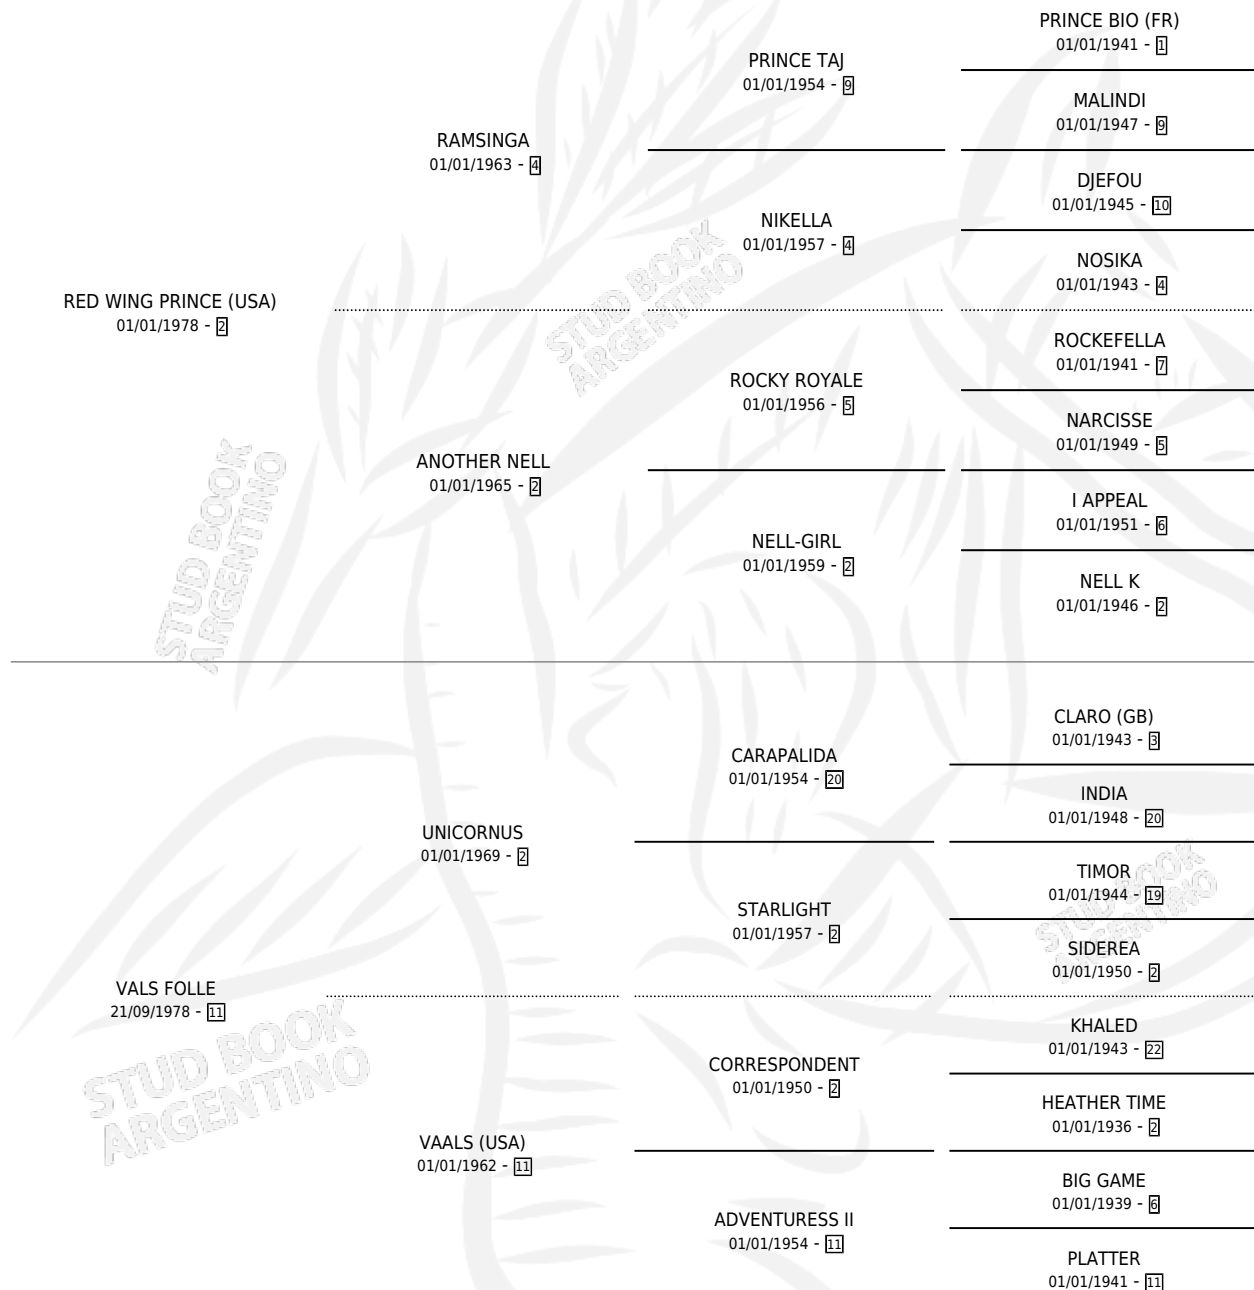 PRINCE BIO (FR)
01/01/1941 - 1
PRINCE TAJ
01/01/1954 - 9
MALINDI
01/01/1947 - 9
RAMSINGA
01/01/1963 - 4
DJEFOU
01/01/1945 - 10
NIKELLA
01/01/1957 - 4
NOSIKA
01/01/1943 - 4
RED WING PRINCE (USA)
01/01/1978 - 2
ROCKEFELLA
01/01/1941 - 7
ROCKY ROYALE
01/01/1956 - 5
NARCISSE
01/01/1949 - 5
ANOTHER NELL
01/01/1965 - 2
I APPEAL
01/01/1951 - 6
NELL-GIRL
01/01/1959 - 2
NELL K
01/01/1946 - 2
CLARO (GB)
01/01/1943 - 3
CARAPALIDA
01/01/1954 - 20
INDIA
01/01/1948 - 20
UNICORNUS
01/01/1969 - 2
TIMOR
01/01/1944 - 19
STARLIGHT
01/01/1957 - 2
SIDEREA
01/01/1950 - 2
VALS FOLLE
21/09/1978 - 11
KHALED
01/01/1943 - 22
CORRESPONDENT
01/01/1950 - 2
HEATHER TIME
01/01/1936 - 2
VAALS (USA)
01/01/1962 - 11
BIG GAME
01/01/1939 - 6
ADVENTURESS II
01/01/1954 - 11
PLATTER
01/01/1941 - 11
STUD BOOK
ARGENTINO
STUD BOOK
ARGENTINO
STUD BOOK
ARGENTINO
STUD BOOK
ARGENTINO